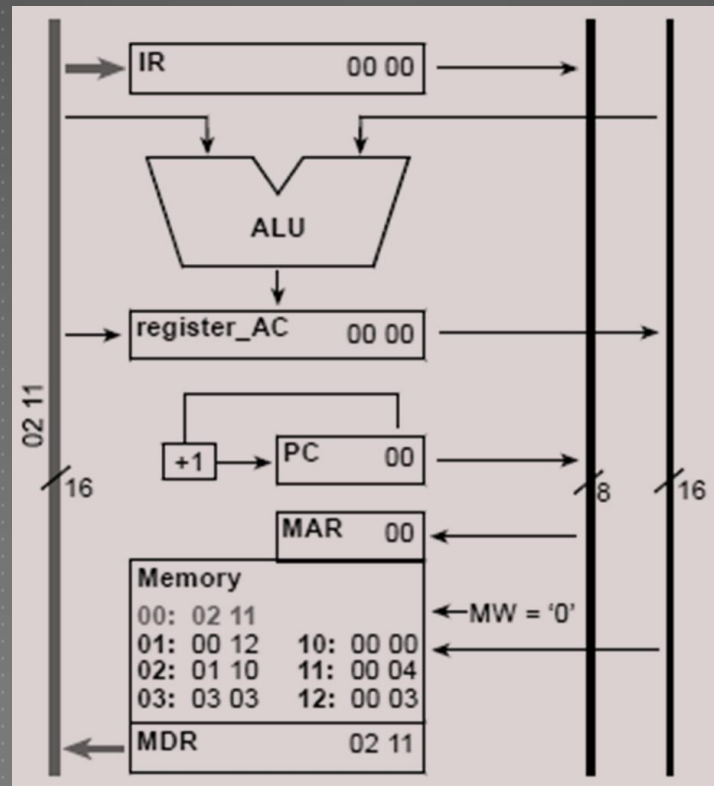 IR 00 00
ALU
register_AC 00 00
02 11
+1
PC 00
16
8
16
MAR 00
Memory
00: 02 11
MW = ‘0’
01: 00 12 10: 00 00
02: 01 10 11: 00 04
03: 03 03 12: 00 03
MDR 02 11